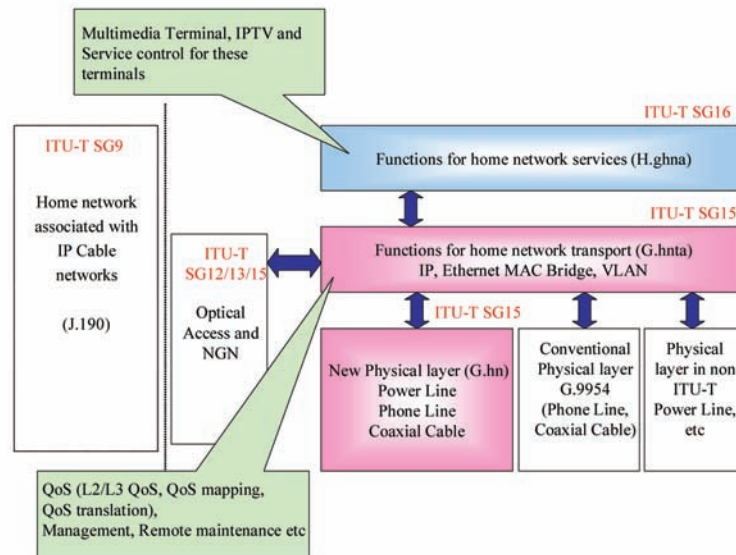 Multimedia Terminal, IPTV and
Service control for these
terminals
ITU-T SG9
Home network
associated with
IP Cable
networks
(J.190)
ITU-T SG16
Functions for home network services (H.ghna)
ITU-T SG15
Functions for home network transport (G.hnta)
IP, Ethernet MAC Bridge, VLAN
ITU-T
SG12/13/15
Optical
Access and
NGN
ITU-T SG15
New Physical layer (G.hn)
Power Line
Phone Line
Coaxial Cable
Conventional
Physical layer
G.9954
(Phone Line,
Coaxial Cable)
Physical
layer in non
ITU-T
Power Line,
etc
QoS (L2/L3 QoS, QoS mapping,
QoS translation),
Management, Remote maintenance etc